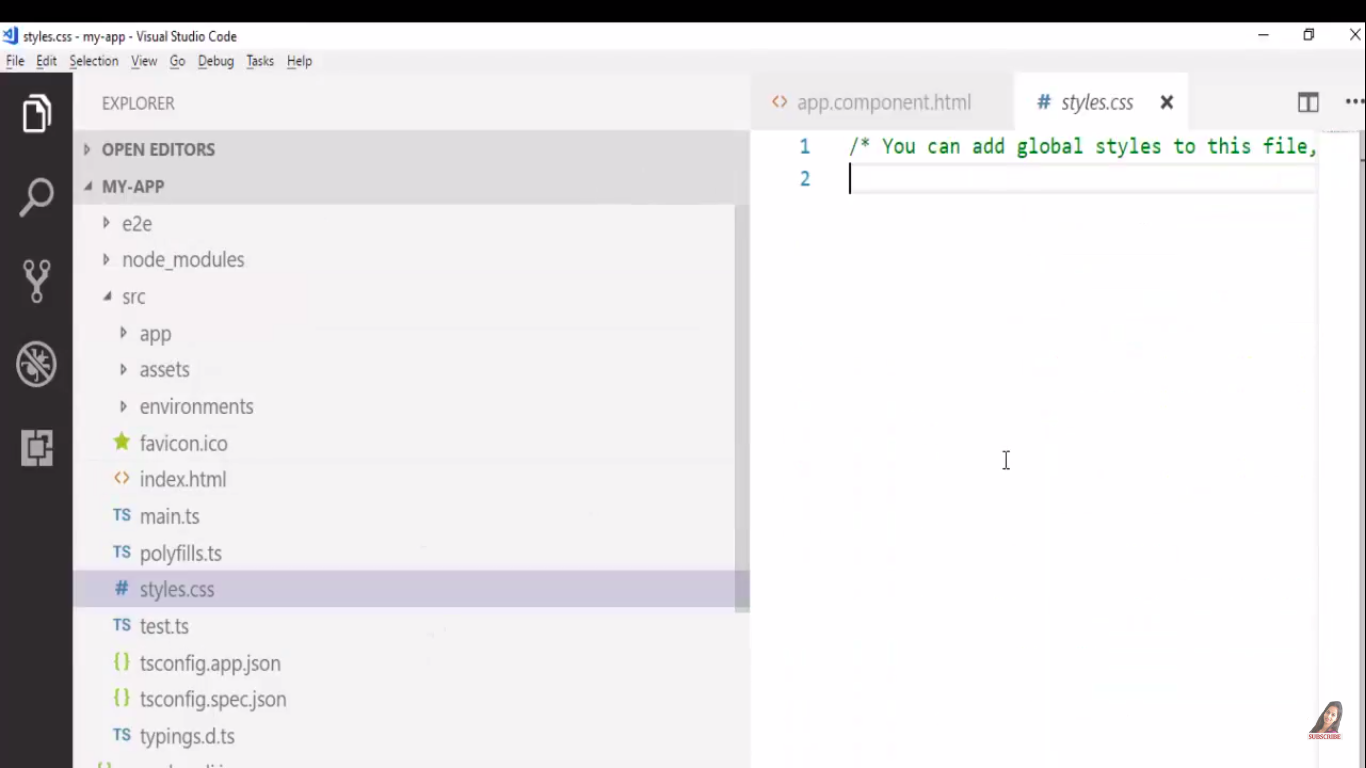 styles.css - my-app - Visual Studio Code
File Edit Selection View Go Debug Tasks Help
EXPLORER
OPEN EDITORS
MY-APP
e2e
node_modules
src
app
assets
environments
favicon.ico
<> index.html
TS main.ts
TS polyfills.ts
# styles.css
TS test.ts
{} tsconfig.app.json
{} tsconfig.spec.json
TS typings.d.ts
<> app.component.html # styles.css
1 /* You can add global styles to this file,
2
SUBSCRIBE